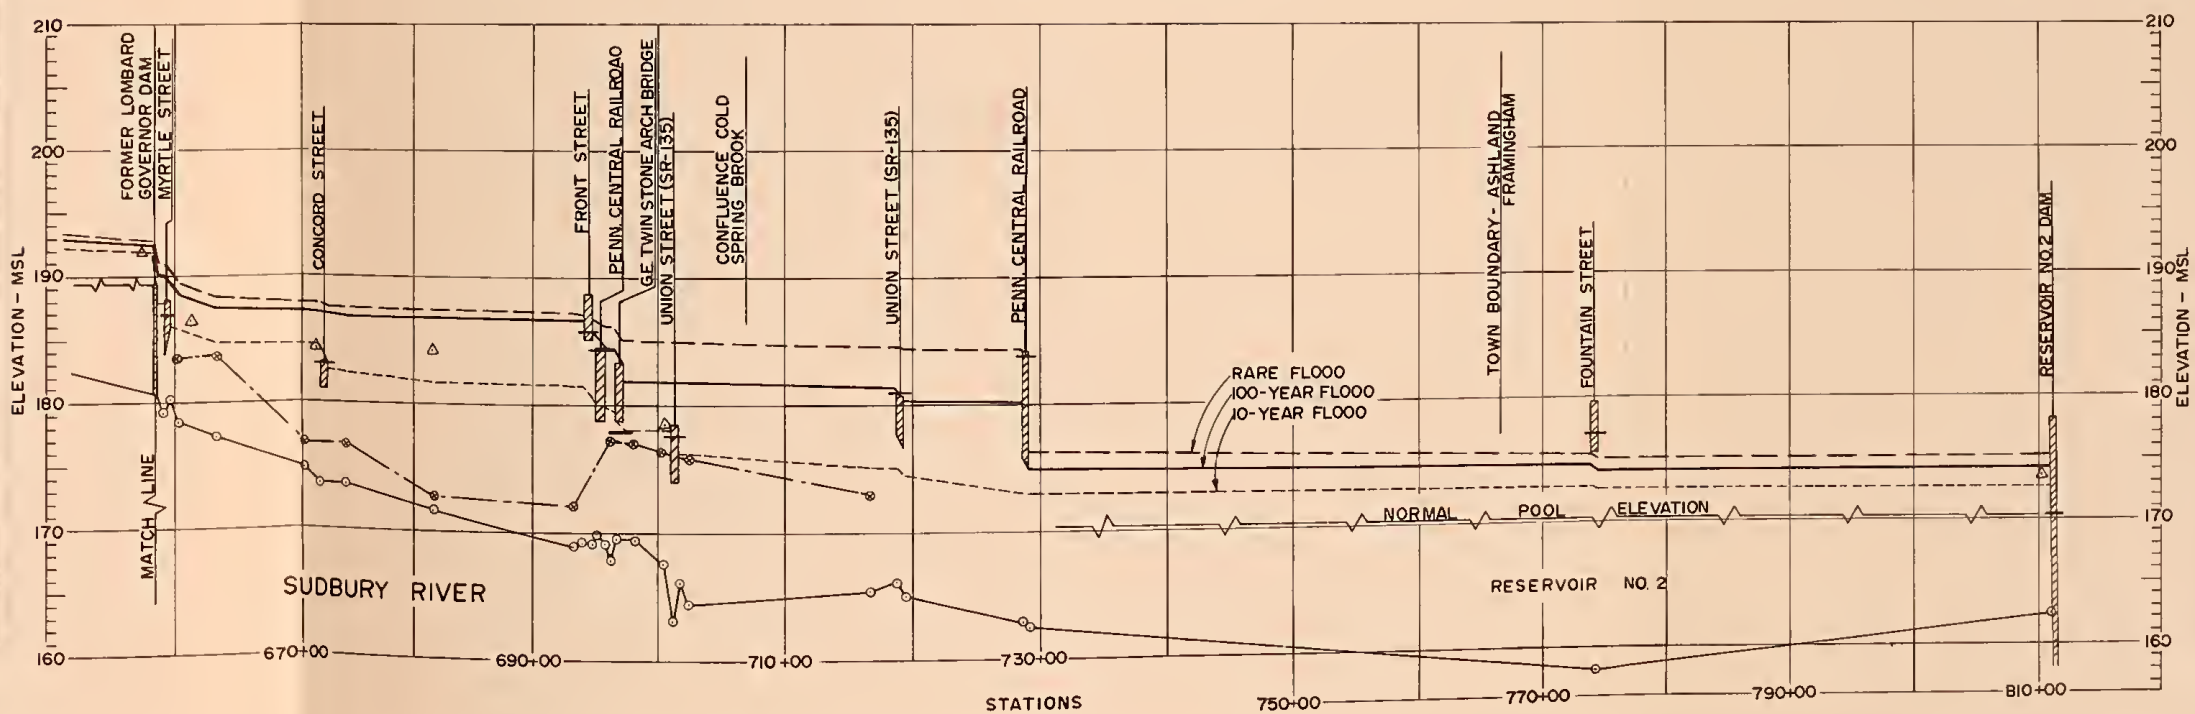 210
200
190
180
170
160
ELEVATION - MSL
FORMER LOMBARD
GOVERNOR DAM
MYRTLE STREET
CONCORD STREET
FRONT STREET
PENN. CENTRAL RAILROAD
GE TWIN STONE ARCH BRIDGE
UNION STREET (SR-135)
CONFLUENCE COLD
SPRING BROOK
UNION STREET (SR-135)
PENN. CENTRAL RAILROAD
TOWN BOUNDARY - ASHLAND
FRAMINGHAM
FOUNTAIN STREET
RESERVOIR NO. 2 DAM
210
200
190
180
170
160
ELEVATION - MSL
RARE FLOOD
100-YEAR FLOOD
10-YEAR FLOOD
NORMAL POOL ELEVATION
MATCH LINE
SUDBURY RIVER
RESERVOIR NO. 2
670+00
690+00
710+00
730+00
750+00
770+00
790+00
810+00
STATIONS